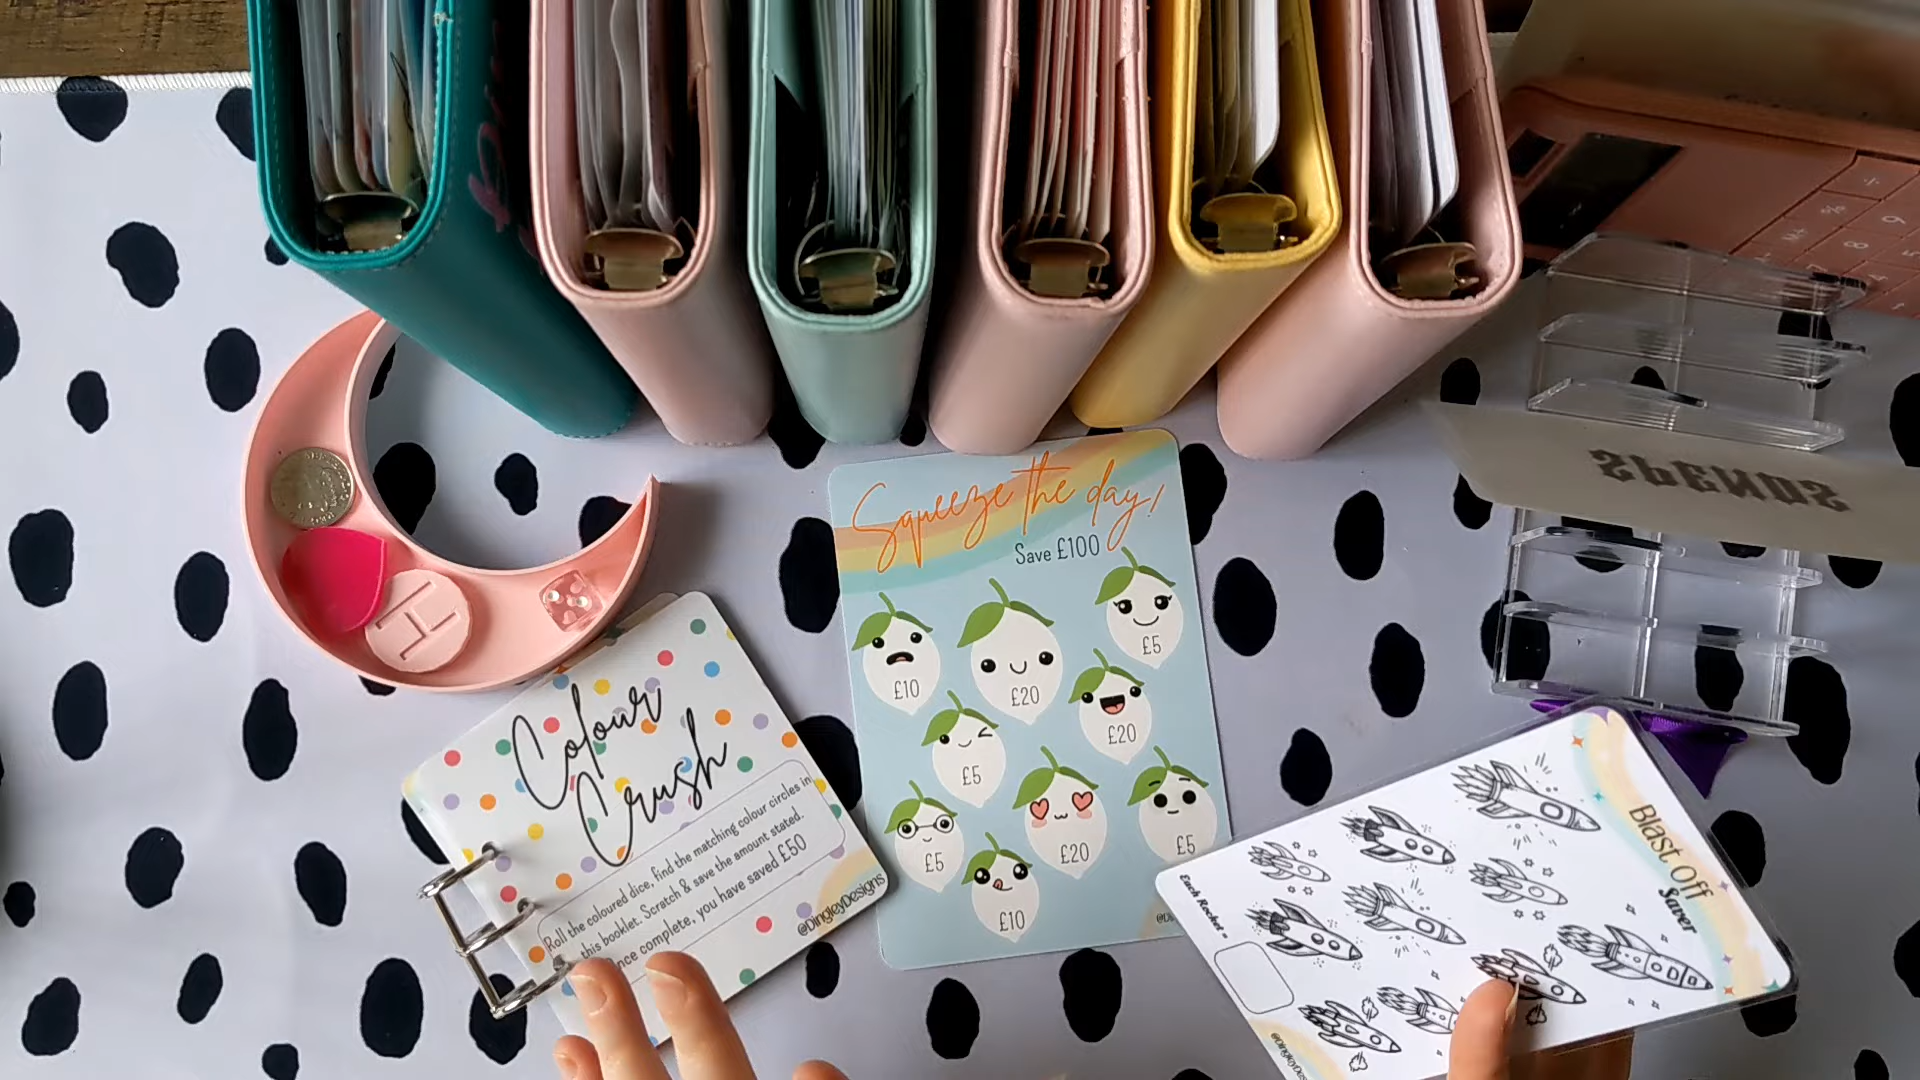 Squeeze the day!
Save £100
£5
£10
£20
£20
£5
£5
£20
£5
£10
SPENDS
Colour
Crush
Roll the coloured dice, find the matching colour circles in
this booklet. Scratch & save the amount stated.
Once complete, you have saved £50
@DingleyDesigns
Blast Off
Saver
Each Rocket =
H